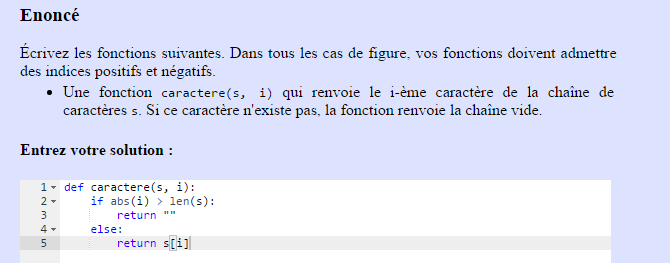 Enoncé
Écrivez les fonctions suivantes. Dans tous les cas de figure, vos fonctions doivent admettre
des indices positifs et négatifs.
• Une fonction caractere(s, i) qui renvoie le i-ème caractère de la chaîne de
caractères s. Si ce caractère n'existe pas, la fonction renvoie la chaîne vide.
Entrez votre solution :
1 def caractere(s, i):
2     if abs(i) > len(s):
3         return ""
4     else:
5         return s[i]